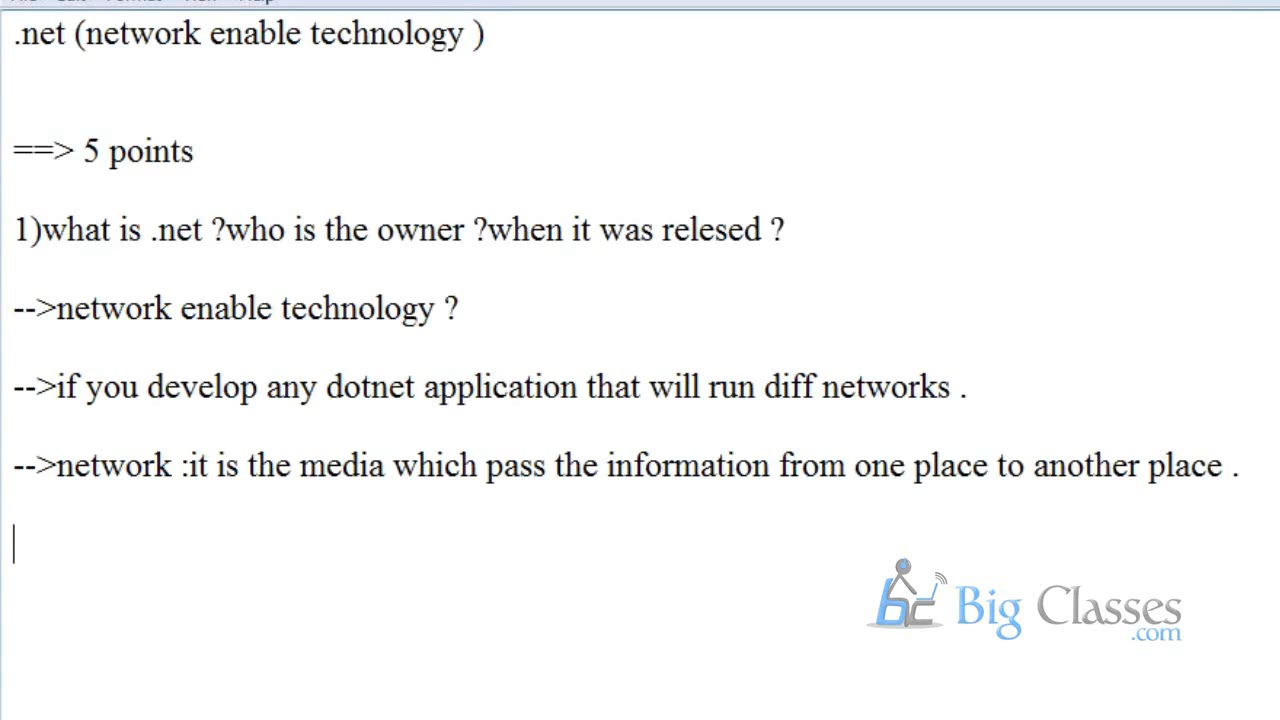 .net (network enable technology )
==> 5 points
1)what is .net ?who is the owner ?when it was relesed ?
-->network enable technology ?
-->if you develop any dotnet application that will run diff networks .
-->network :it is the media which pass the information from one place to another place .
bc Big Classes
.com